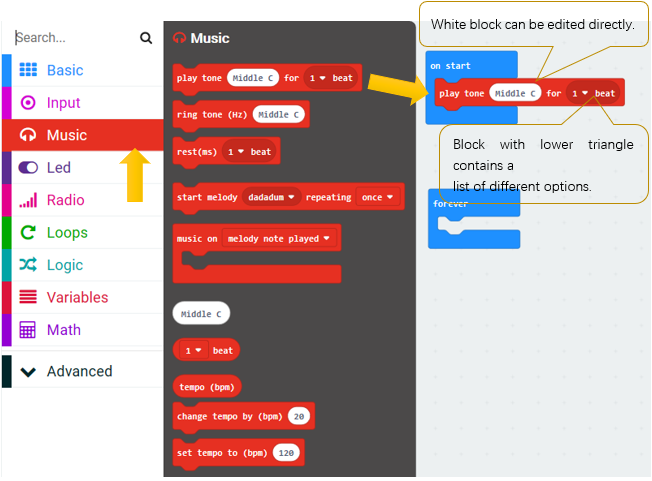 Search...
Basic
Input
Music
Led
Radio
Loops
Logic
Variables
Math
Advanced
Music
play tone Middle C for 1 beat
ring tone (Hz) Middle C
rest(ms) 1 beat
start melody dadadum repeating once
music on melody note played
Middle C
1 beat
tempo (bpm)
change tempo by (bpm) 20
set tempo to (bpm) 120
White block can be edited directly.
on start
play tone Middle C for 1 beat
Block with lower triangle
contains a
list of different options.
forever